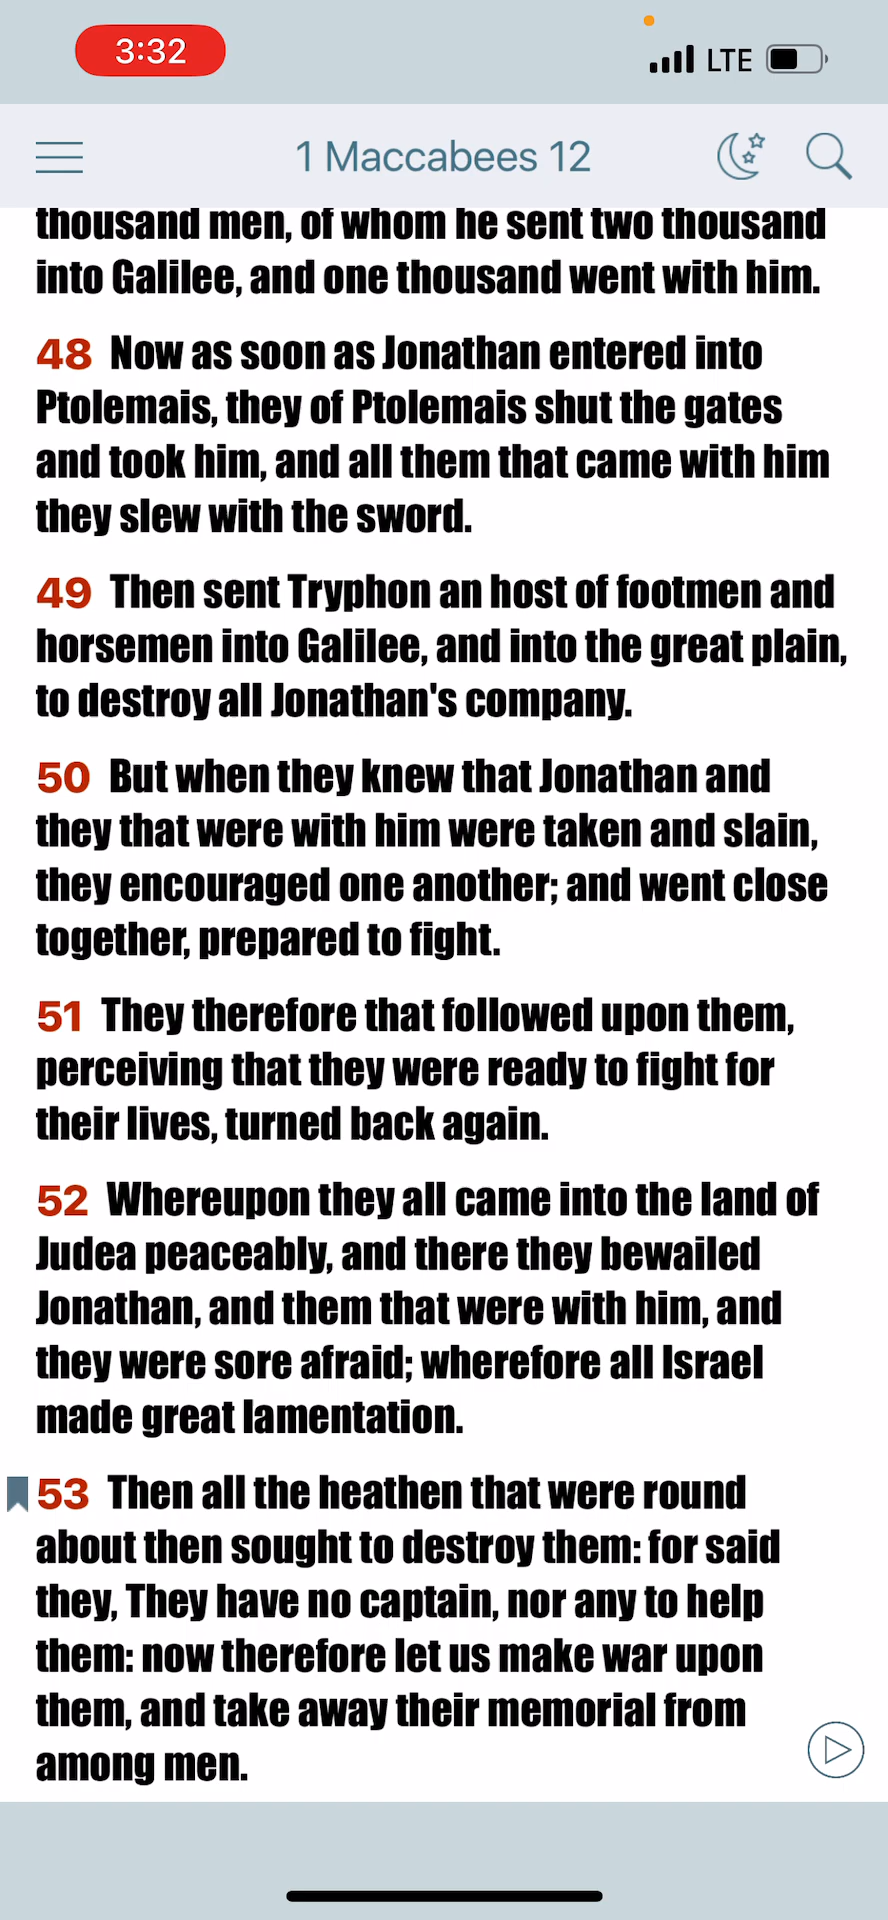 3:32
LTE
1 Maccabees 12
thousand men, of whom he sent two thousand
into Galilee, and one thousand went with him.
48 Now as soon as Jonathan entered into
Ptolemais, they of Ptolemais shut the gates
and took him, and all them that came with him
they slew with the sword.
49 Then sent Tryphon an host of footmen and
horsemen into Galilee, and into the great plain,
to destroy all Jonathan's company.
50 But when they knew that Jonathan and
they that were with him were taken and slain,
they encouraged one another; and went close
together, prepared to fight.
51 They therefore that followed upon them,
perceiving that they were ready to fight for
their lives, turned back again.
52 Whereupon they all came into the land of
Judea peaceably, and there they bewailed
Jonathan, and them that were with him, and
they were sore afraid; wherefore all Israel
made great lamentation.
53 Then all the heathen that were round
about then sought to destroy them: for said
they, They have no captain, nor any to help
them: now therefore let us make war upon
them, and take away their memorial from
among men.